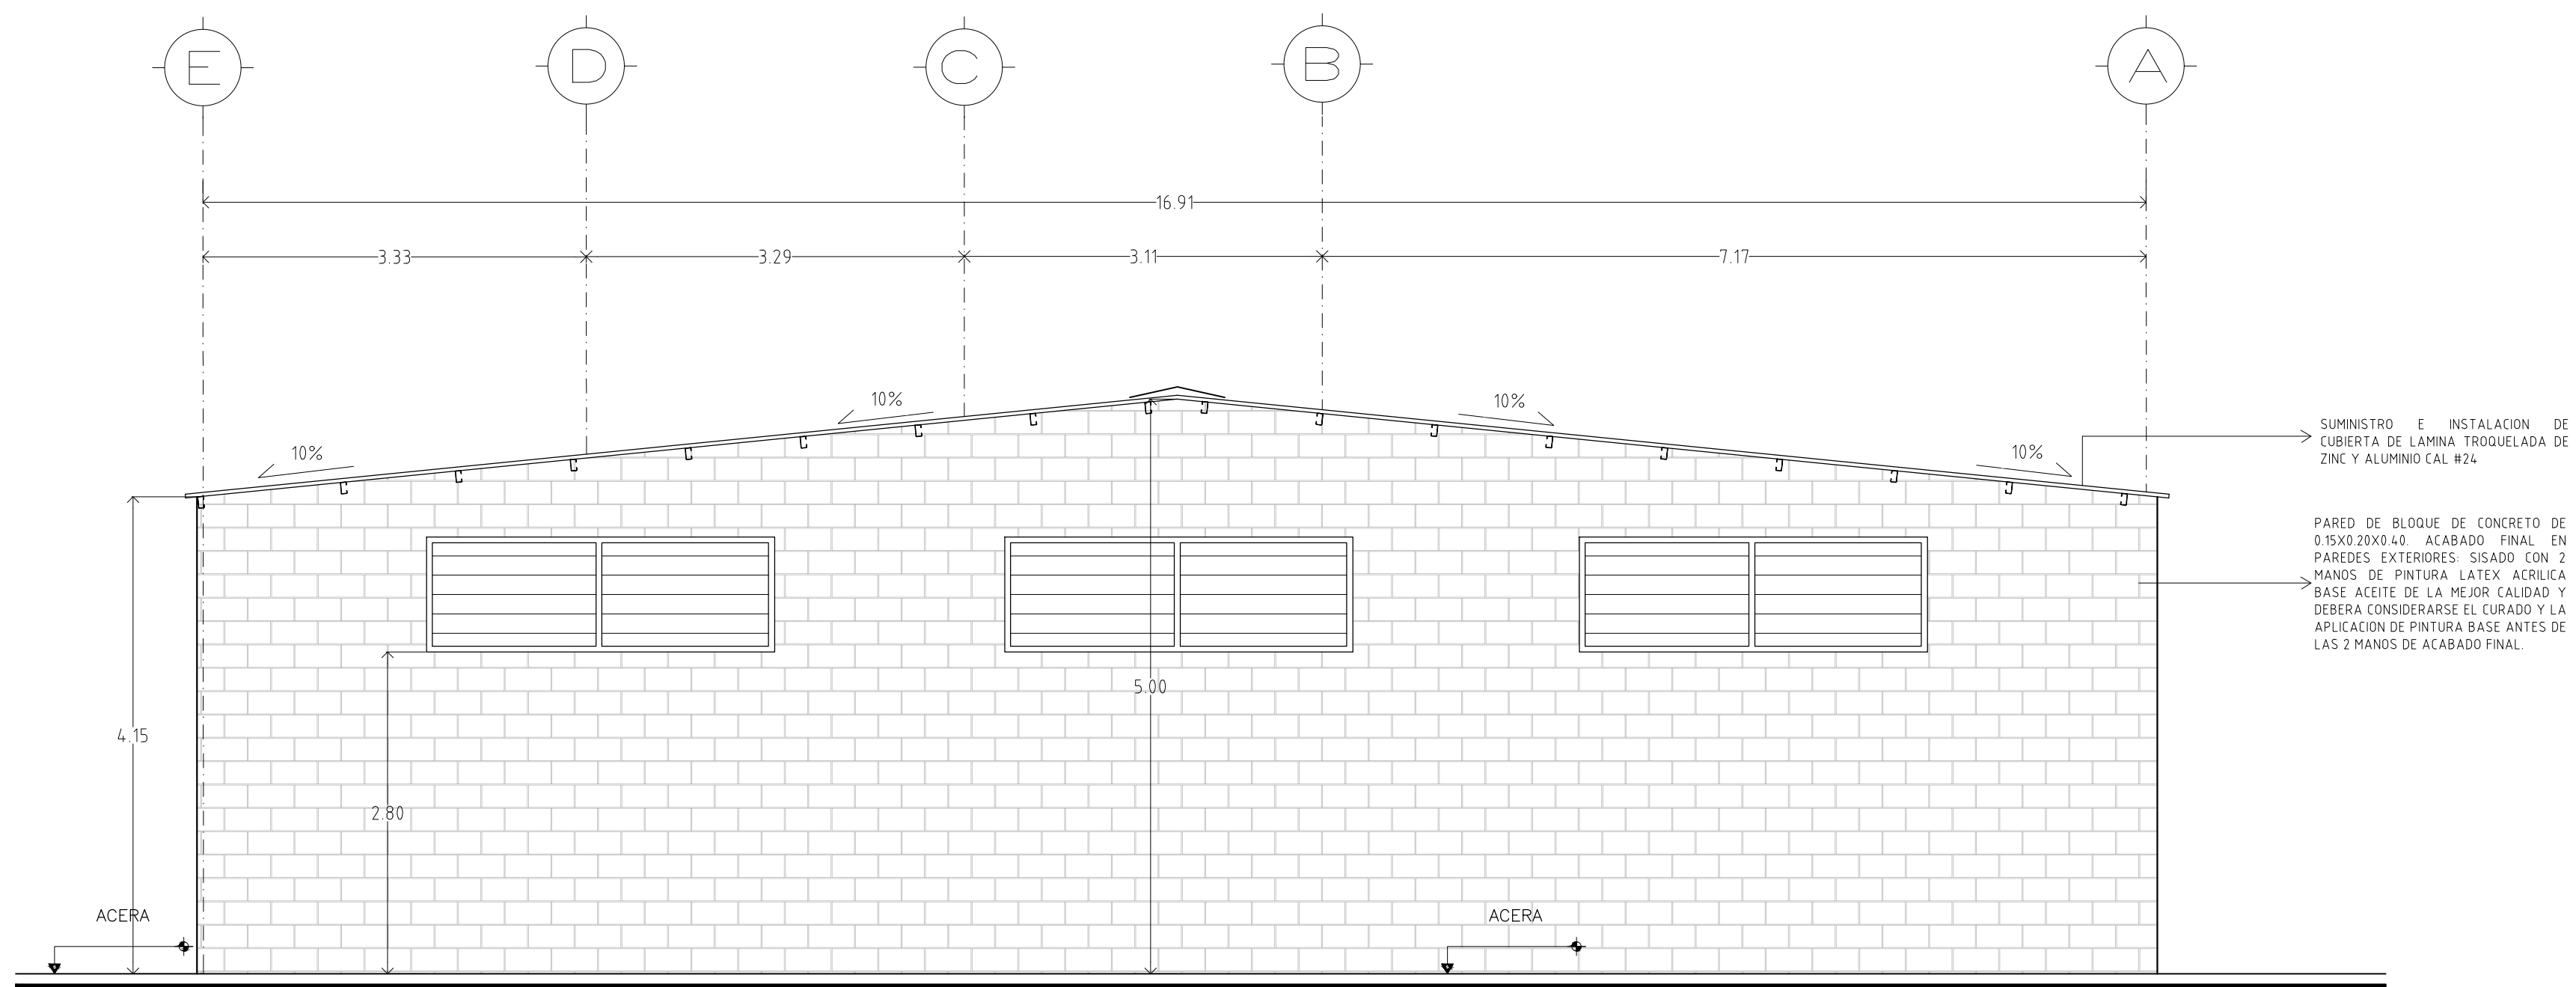 E
D
C
B
A
16.91
3.33
3.29
3.11
7.17
10%
10%
10%
10%
SUMINISTRO E INSTALACION DE
CUBIERTA DE LAMINA TROQUELADA DE
ZINC Y ALUMINIO CAL #24
PARED DE BLOQUE DE CONCRETO DE
0.15X0.20X0.40. ACABADO FINAL EN
PAREDES EXTERIORES: SISADO CON 2
MANOS DE PINTURA LATEX ACRILICA
BASE ACEITE DE LA MEJOR CALIDAD Y
DEBERA CONSIDERARSE EL CURADO Y LA
APLICACION DE PINTURA BASE ANTES DE
LAS 2 MANOS DE ACABADO FINAL.
5.00
4.15
2.80
ACERA
ACERA